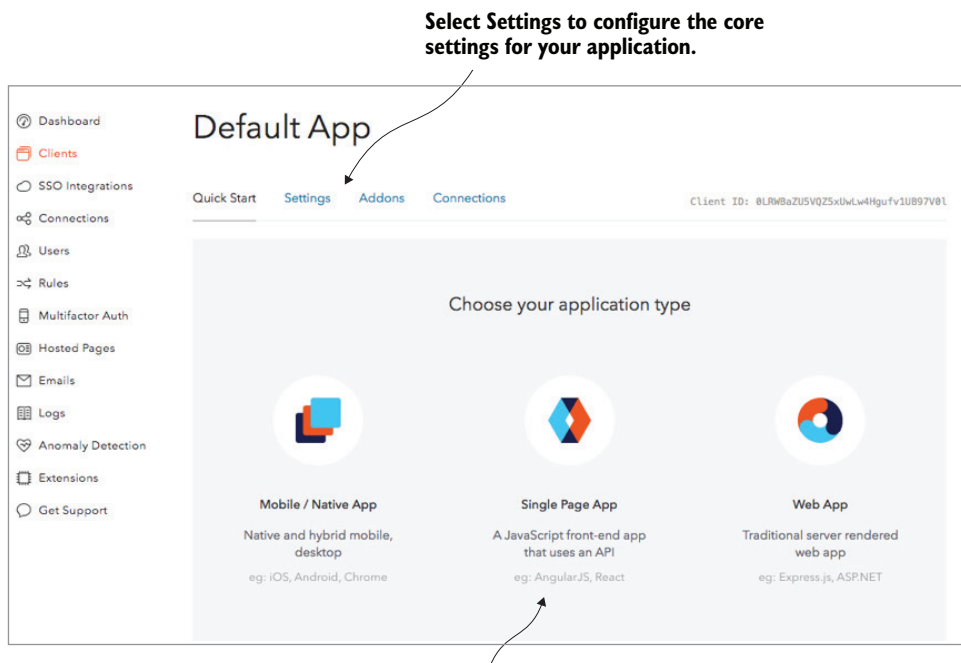 Select Settings to configure the core
settings for your application.
Dashboard
Clients
SSO Integrations
Connections
Users
Rules
Multifactor Auth
Hosted Pages
Emails
Logs
Anomaly Detection
Extensions
Get Support
Default App
Quick Start Settings Addons Connections
Client ID: 0LRWBaZU5VQZ5xUwLw4Hgufv1UB97V0l
Choose your application type
Mobile / Native App
Native and hybrid mobile,
desktop
eg: iOS, Android, Chrome
Single Page App
A JavaScript front-end app
that uses an API
eg: AngularJS, React
Web App
Traditional server rendered
web app
eg: Express.js, ASP.NET